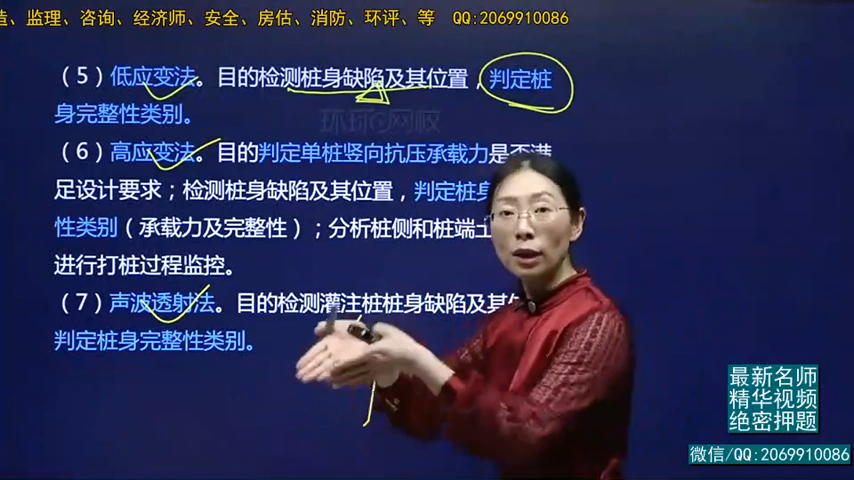 造、监理、咨询、经济师、安全、房估、消防、环评、等 QQ:2069910086
（5）低应变法。目的检测桩身缺陷及其位置，判定桩
身完整性类别。
环球网校
（6）高应变法。目的判定单桩竖向抗压承载力是否满
足设计要求；检测桩身缺陷及其位置，判定桩身
性类别（承载力及完整性）；分析桩侧和桩端土
进行打桩过程监控。
（7）声波透射法。目的检测灌注桩桩身缺陷及其位
判定桩身完整性类别。
最新名师
精华视频
绝密押题
微信/QQ:2069910086